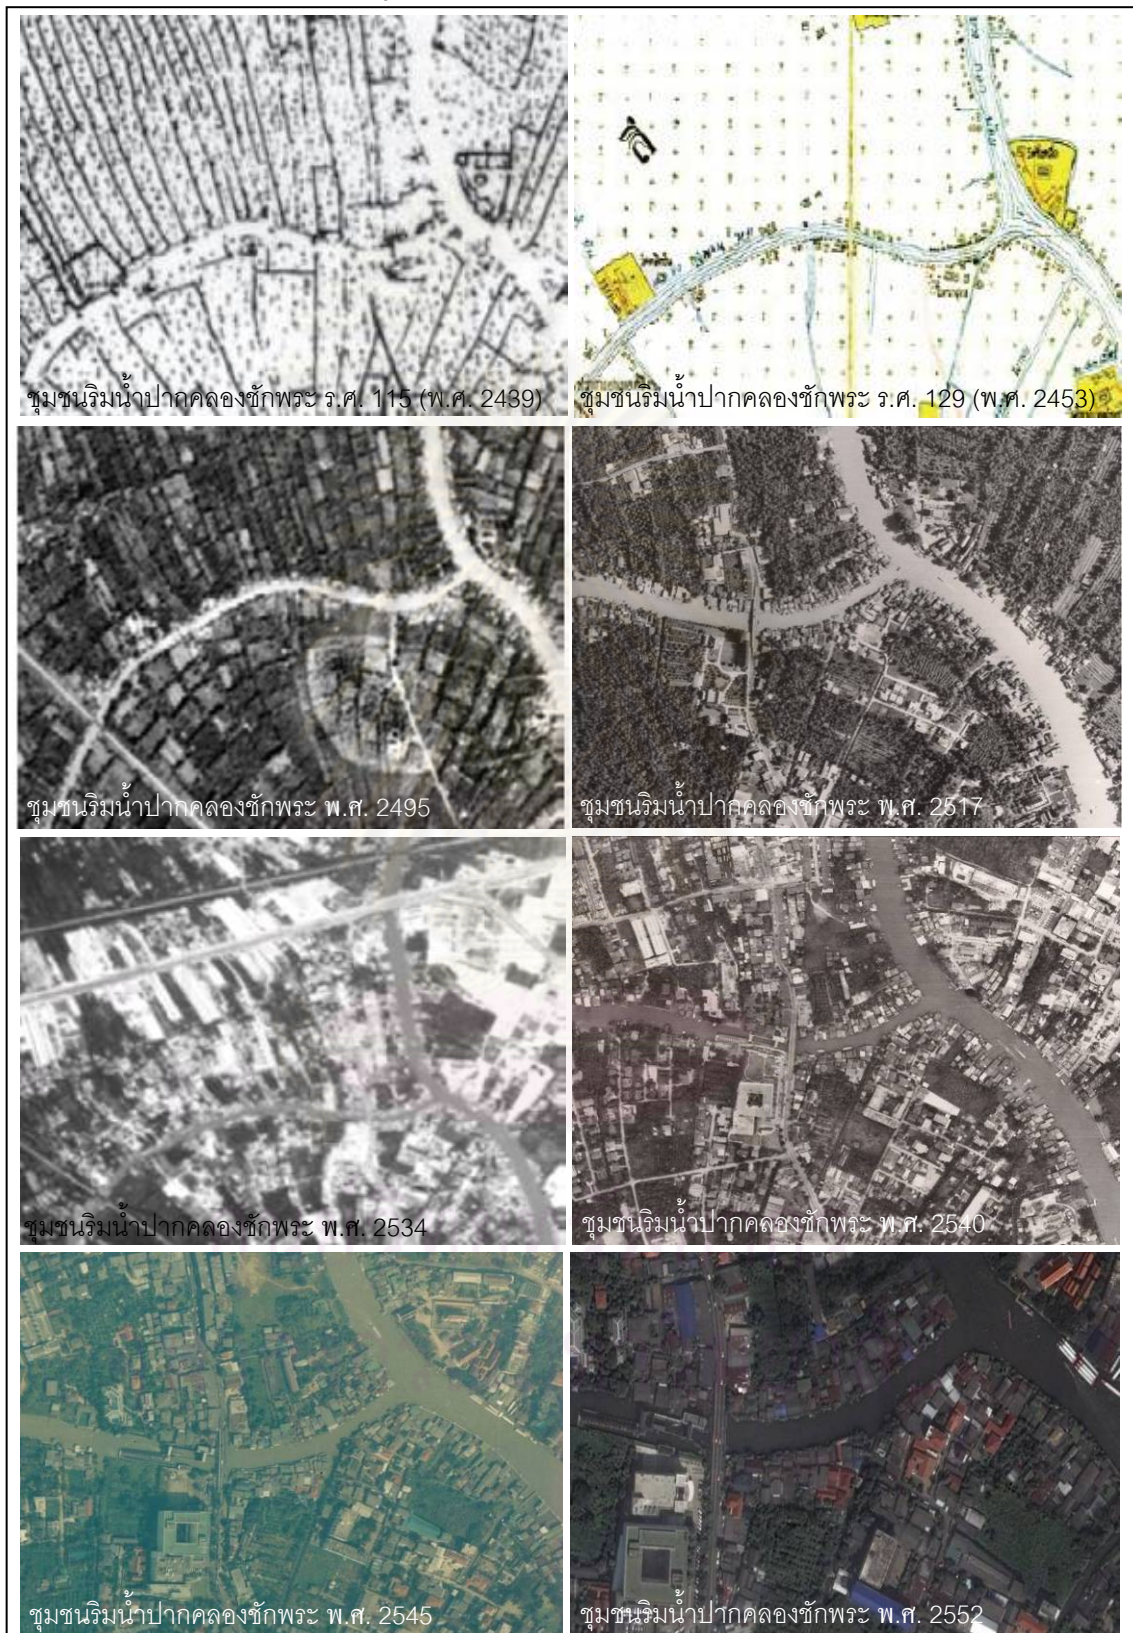 ชุมชนริมน้ำปากคลองชักพระ ร.ศ. 115 (พ.ศ. 2439)
ชุมชนริมน้ำปากคลองชักพระ ร.ศ. 129 (พ.ศ. 2453)
ชุมชนริมน้ำปากคลองชักพระ พ.ศ. 2495
ชุมชนริมน้ำปากคลองชักพระ พ.ศ. 2517
ชุมชนริมน้ำปากคลองชักพระ พ.ศ. 2534
ชุมชนริมน้ำปากคลองชักพระ พ.ศ. 2540
ชุมชนริมน้ำปากคลองชักพระ พ.ศ. 2545
ชุมชนริมน้ำปากคลองชักพระ พ.ศ. 2552